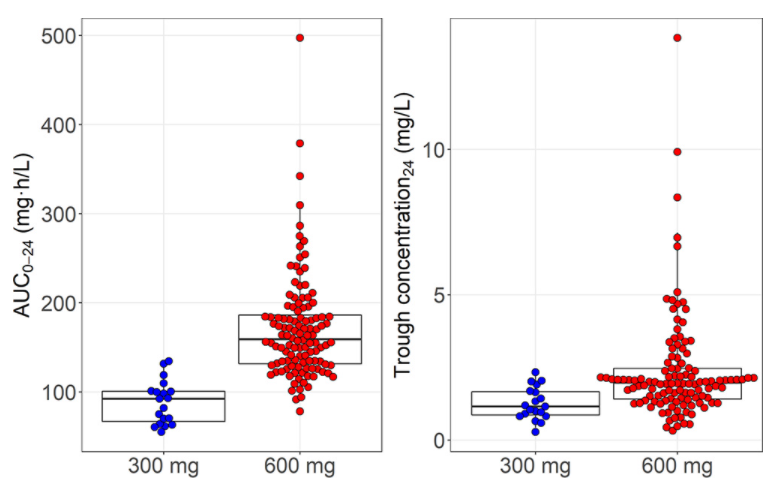 AUC0–24 (mg·h/L)
500
400
300
200
100
300 mg
600 mg
Trough concentration24 (mg/L)
10
5
0
300 mg
600 mg